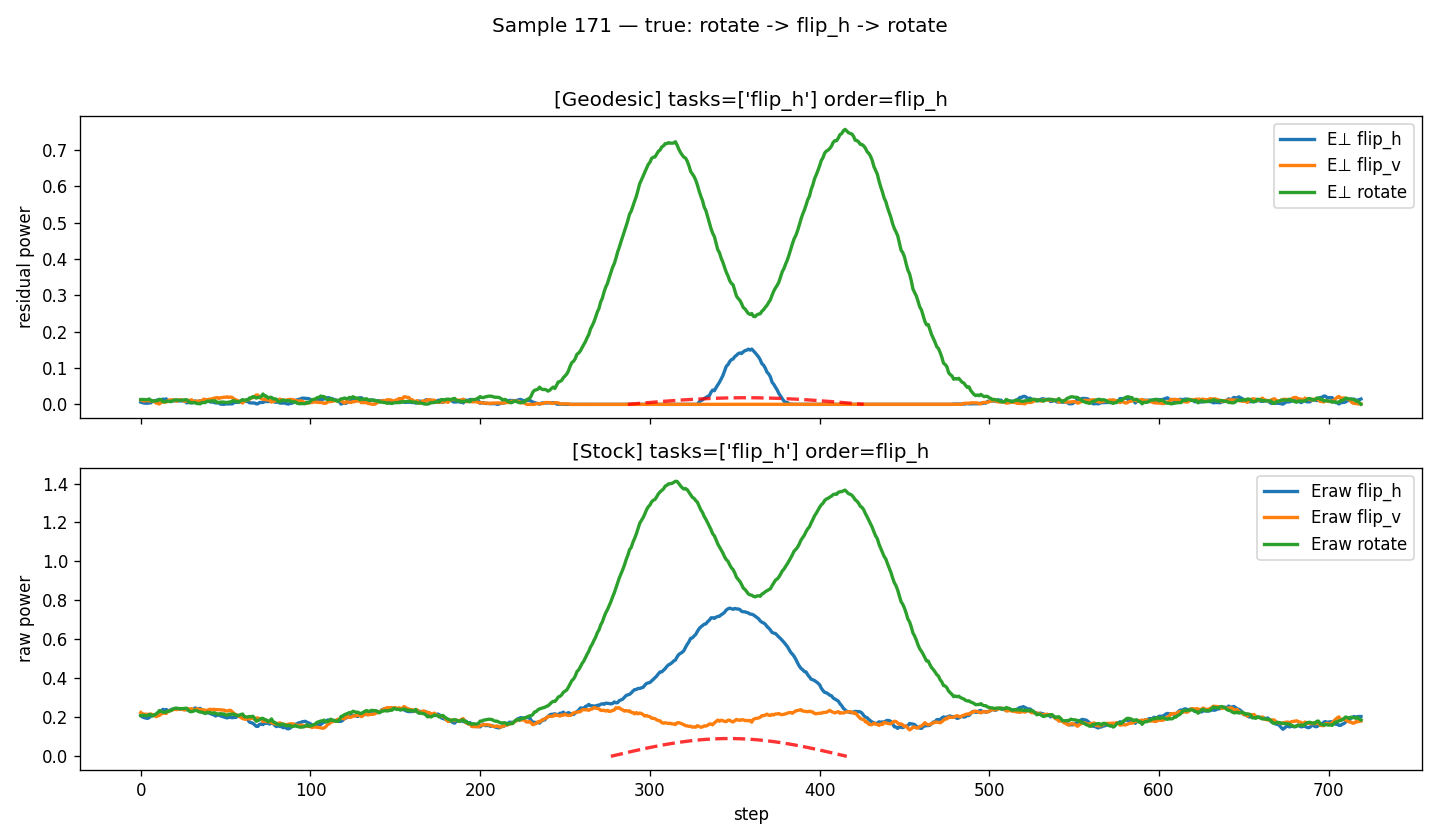 Sample 171 — true: rotate -> flip_h -> rotate
[Geodesic] tasks=['flip_h'] order=flip_h
residual power
0.7
0.6
0.5
0.4
0.3
0.2
0.1
0.0
E⊥ flip_h
E⊥ flip_v
E⊥ rotate
[Stock] tasks=['flip_h'] order=flip_h
raw power
1.4
1.2
1.0
0.8
0.6
0.4
0.2
0.0
Eraw flip_h
Eraw flip_v
Eraw rotate
0 100 200 300 400 500 600 700
step